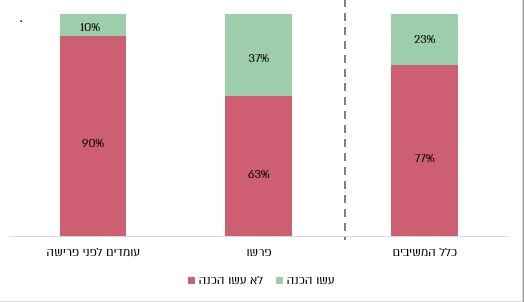 10%
37%
23%
90%
63%
77%
עומדים לפני פרישה
פרשו
כלל המשיבים
עשו הכנה
לא עשו הכנה